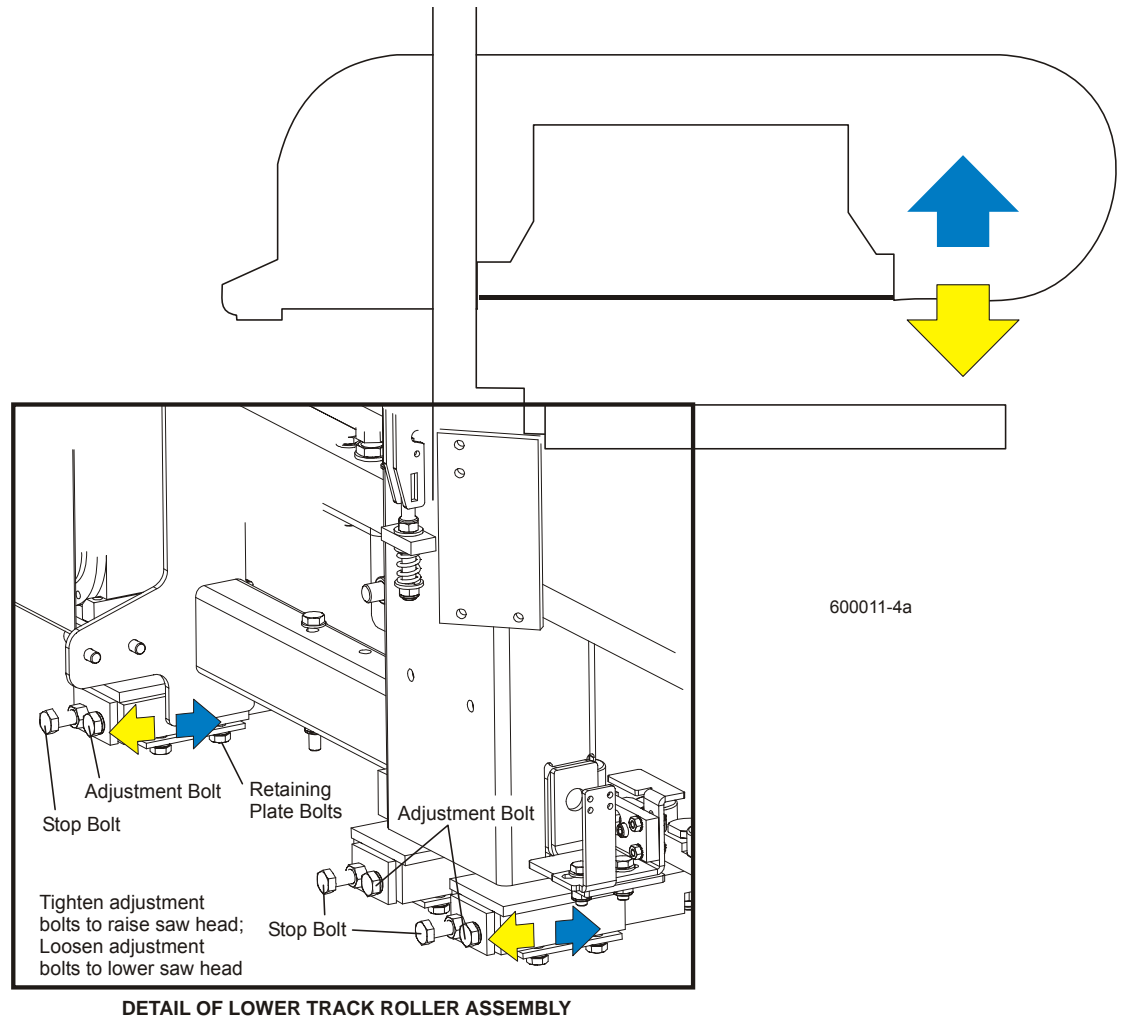 600011-4a
Adjustment Bolt
Stop Bolt
Retaining
Plate Bolts
Adjustment Bolt
Stop Bolt
Tighten adjustment
bolts to raise saw head;
Loosen adjustment
bolts to lower saw head
DETAIL OF LOWER TRACK ROLLER ASSEMBLY